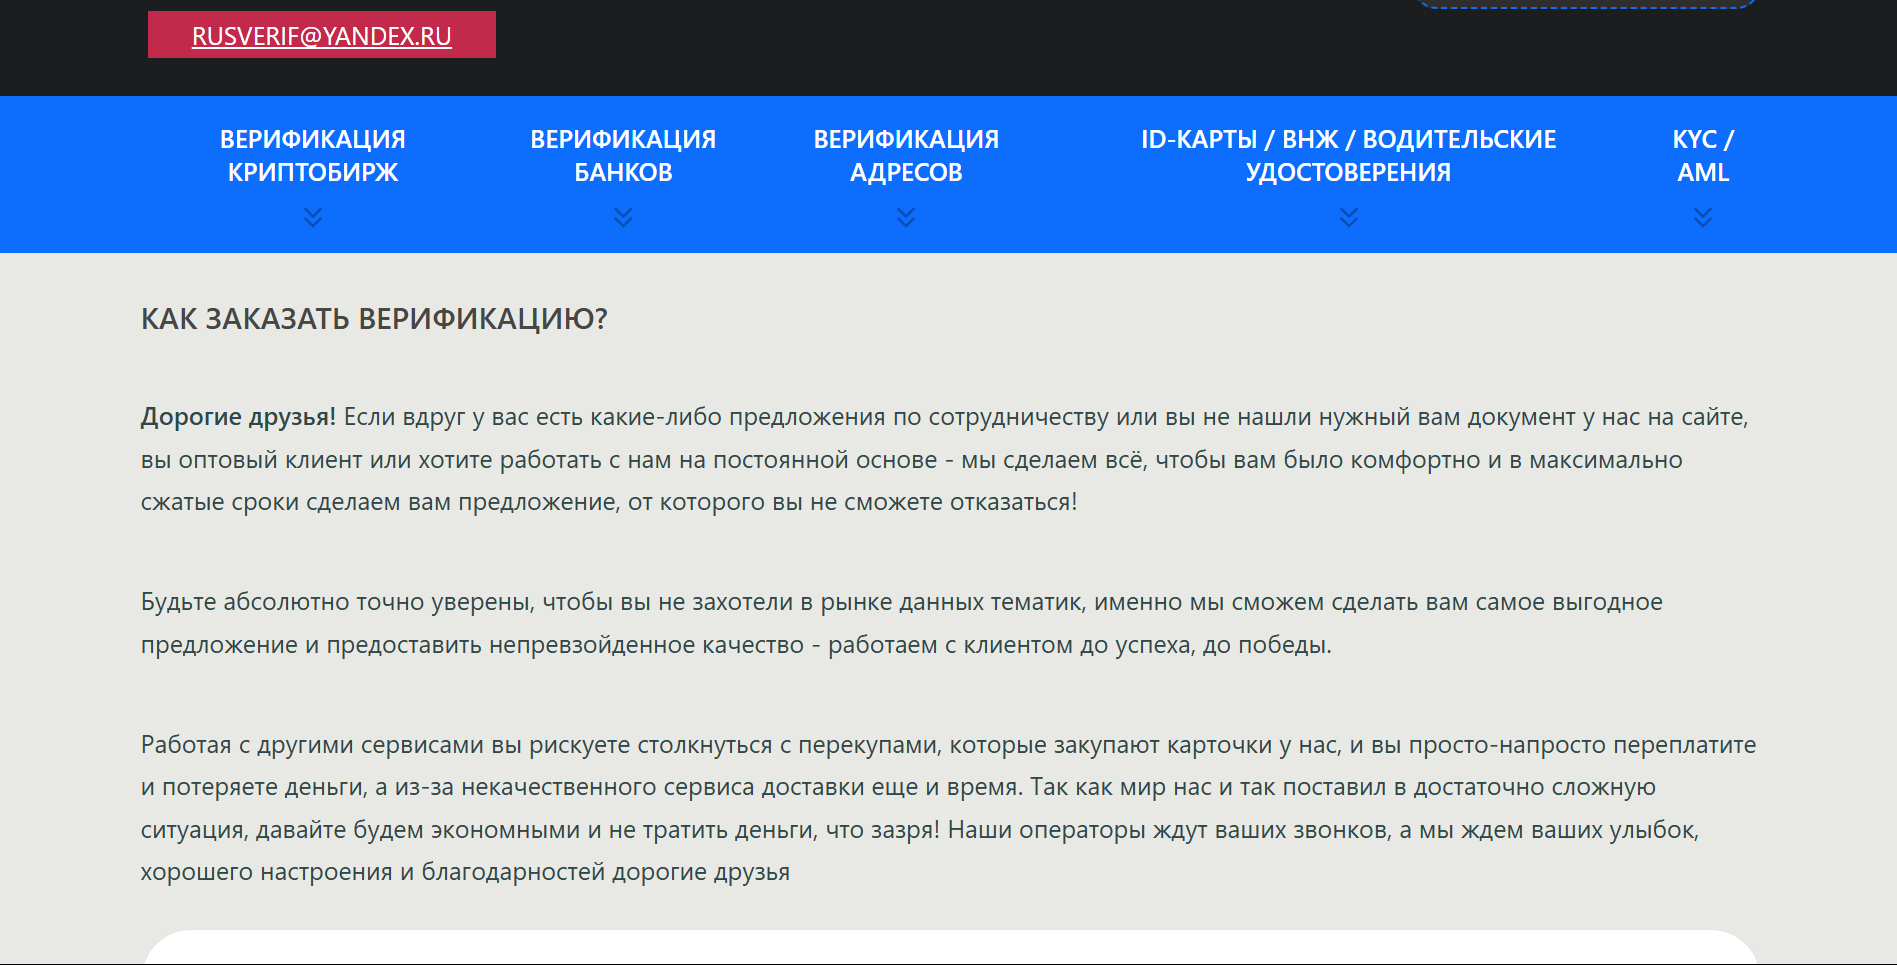 RUSVERIF@YANDEX.RU
ВЕРИФИКАЦИЯ
КРИПТОБИРЖ
ВЕРИФИКАЦИЯ
БАНКОВ
ВЕРИФИКАЦИЯ
АДРЕСОВ
ID-КАРТЫ / ВНЖ / ВОДИТЕЛЬСКИЕ
УДОСТОВЕРЕНИЯ
KYC /
AML
КАК ЗАКАЗАТЬ ВЕРИФИКАЦИЮ?
Дорогие друзья! Если вдруг у вас есть какие-либо предложения по сотрудничеству или вы не нашли нужный вам документ у нас на сайте,
вы оптовый клиент или хотите работать с нам на постоянной основе - мы сделаем всё, чтобы вам было комфортно и в максимально
сжатые сроки сделаем вам предложение, от которого вы не сможете отказаться!
Будьте абсолютно точно уверены, чтобы вы не захотели в рынке данных тематик, именно мы сможем сделать вам самое выгодное
предложение и предоставить непревзойденное качество - работаем с клиентом до успеха, до победы.
Работая с другими сервисами вы рискуете столкнуться с перекупами, которые закупают карточки у нас, и вы просто-напросто переплатите
и потеряете деньги, а из-за некачественного сервиса доставки еще и время. Так как мир нас и так поставил в достаточно сложную
ситуация, давайте будем экономными и не тратить деньги, что зазря! Наши операторы ждут ваших звонков, а мы ждем ваших улыбок,
хорошего настроения и благодарностей дорогие друзья